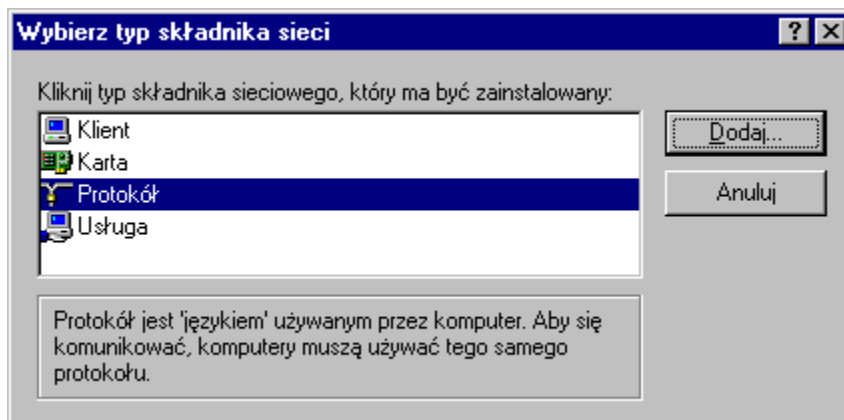 Wybierz typ składnika sieci
Kliknij typ składnika sieciowego, który ma być zainstalowany:
Klient
Karta
Protokół
Usługa
Dodaj...
Anuluj
Protokół jest 'językiem' używanym przez komputer. Aby się
komunikować, komputery muszą używać tego samego
protokołu.